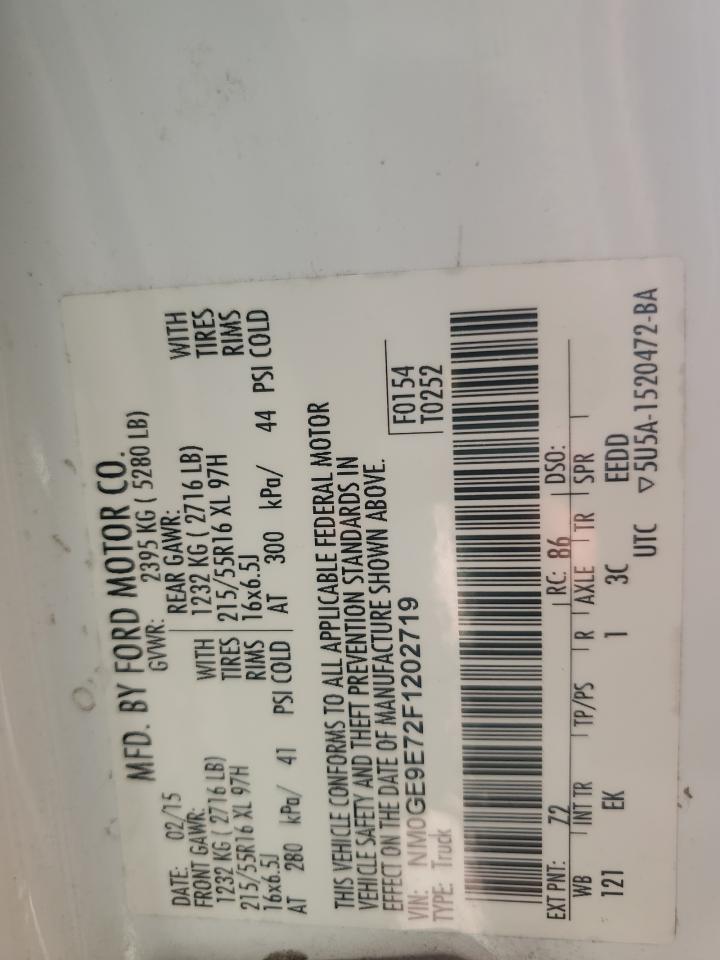 MFD. BY FORD MOTOR CO.
DATE: 02/15 GVWR: 2395 KG ( 5280 LB)
FRONT GAWR: REAR GAWR:
1232 KG ( 2716 LB) WITH 1232 KG ( 2716 LB) WITH
215/55R16 XL 97H TIRES 215/55R16 XL 97H TIRES
16x6.5J RIMS 16x6.5J RIMS
AT 280 kPa/ 41 PSI COLD AT 300 kPa/ 44 PSI COLD
THIS VEHICLE CONFORMS TO ALL APPLICABLE FEDERAL MOTOR
VEHICLE SAFETY AND THEFT PREVENTION STANDARDS IN
EFFECT ON THE DATE OF MANUFACTURE SHOWN ABOVE.
VIN: NM0GE9E72F1202719
TYPE: Truck
F0154
T0252
EXT PNT: Z2 RC: 86 DSO:
WB INT TR TP/PS R AXLE TR SPR
121 EK 1 3C EEDD
UTC ▽5U5A-1520472-BA